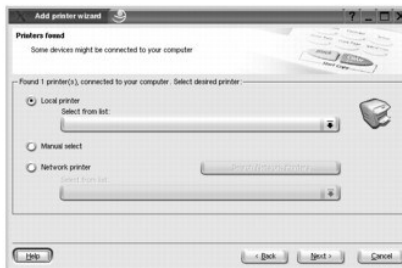 Add printer wizard
Printers found
Some devices might be connected to your computer
Found 1 printer(s), connected to your computer. Select desired printer:
Local printer
Select from list:
Manual select
Network printer
Select from list
Help
< Back
Next >
Cancel